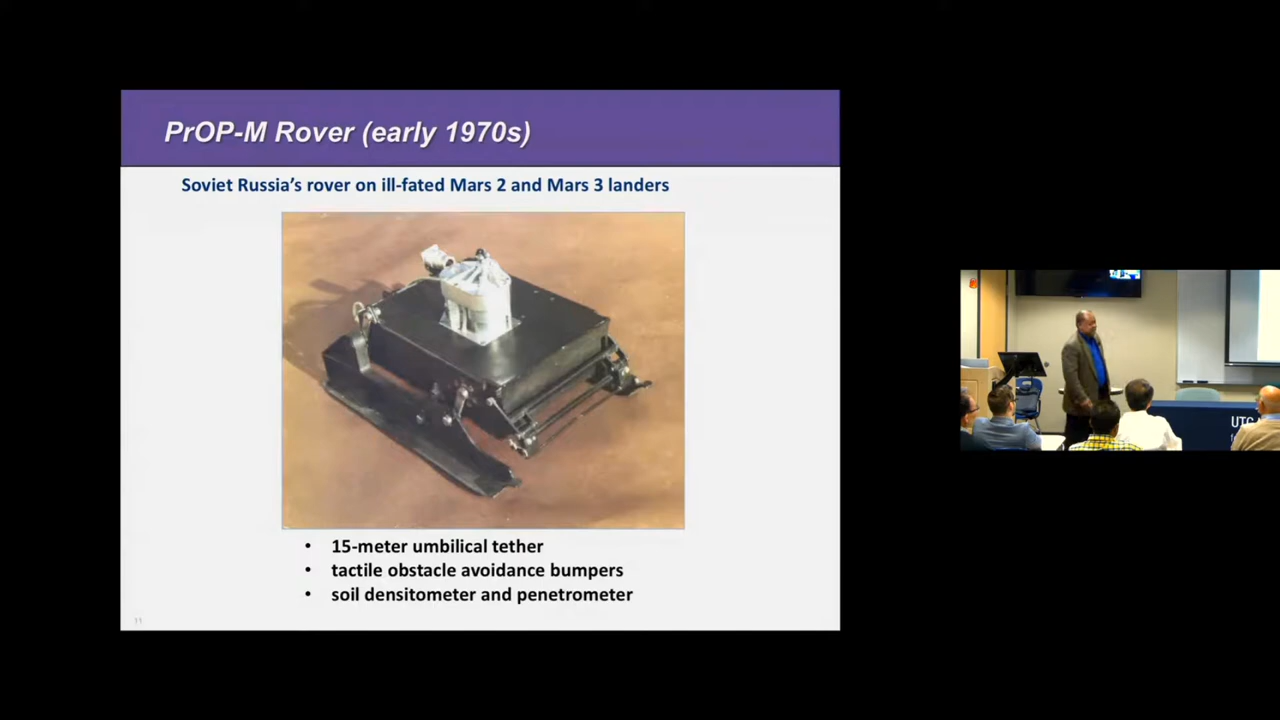 PrOP-M Rover (early 1970s)
Soviet Russia's rover on ill-fated Mars 2 and Mars 3 landers
• 15-meter umbilical tether
• tactile obstacle avoidance bumpers
• soil densitometer and penetrometer
11